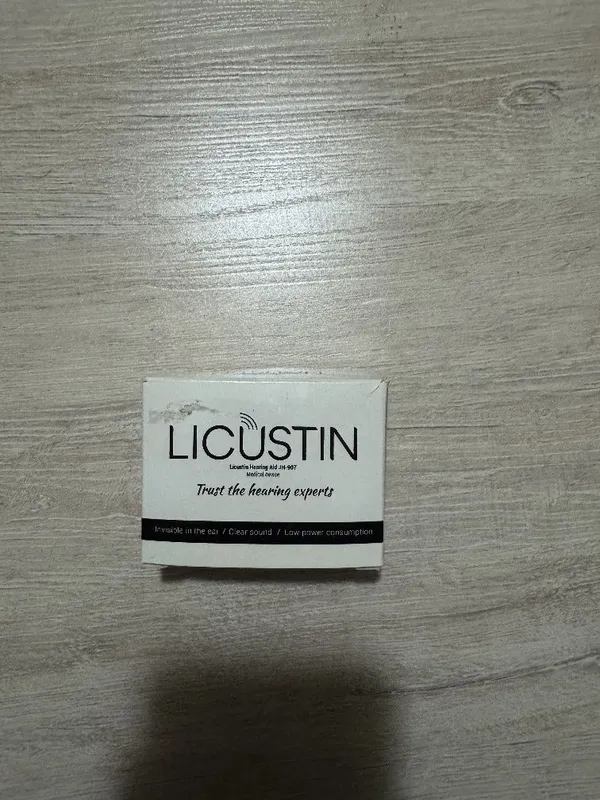 LICUSTIN
Licustin Hearing Aid JH-907
Medical device
Trust the hearing experts
Invisible in the ear / Clear sound / Low power consumption